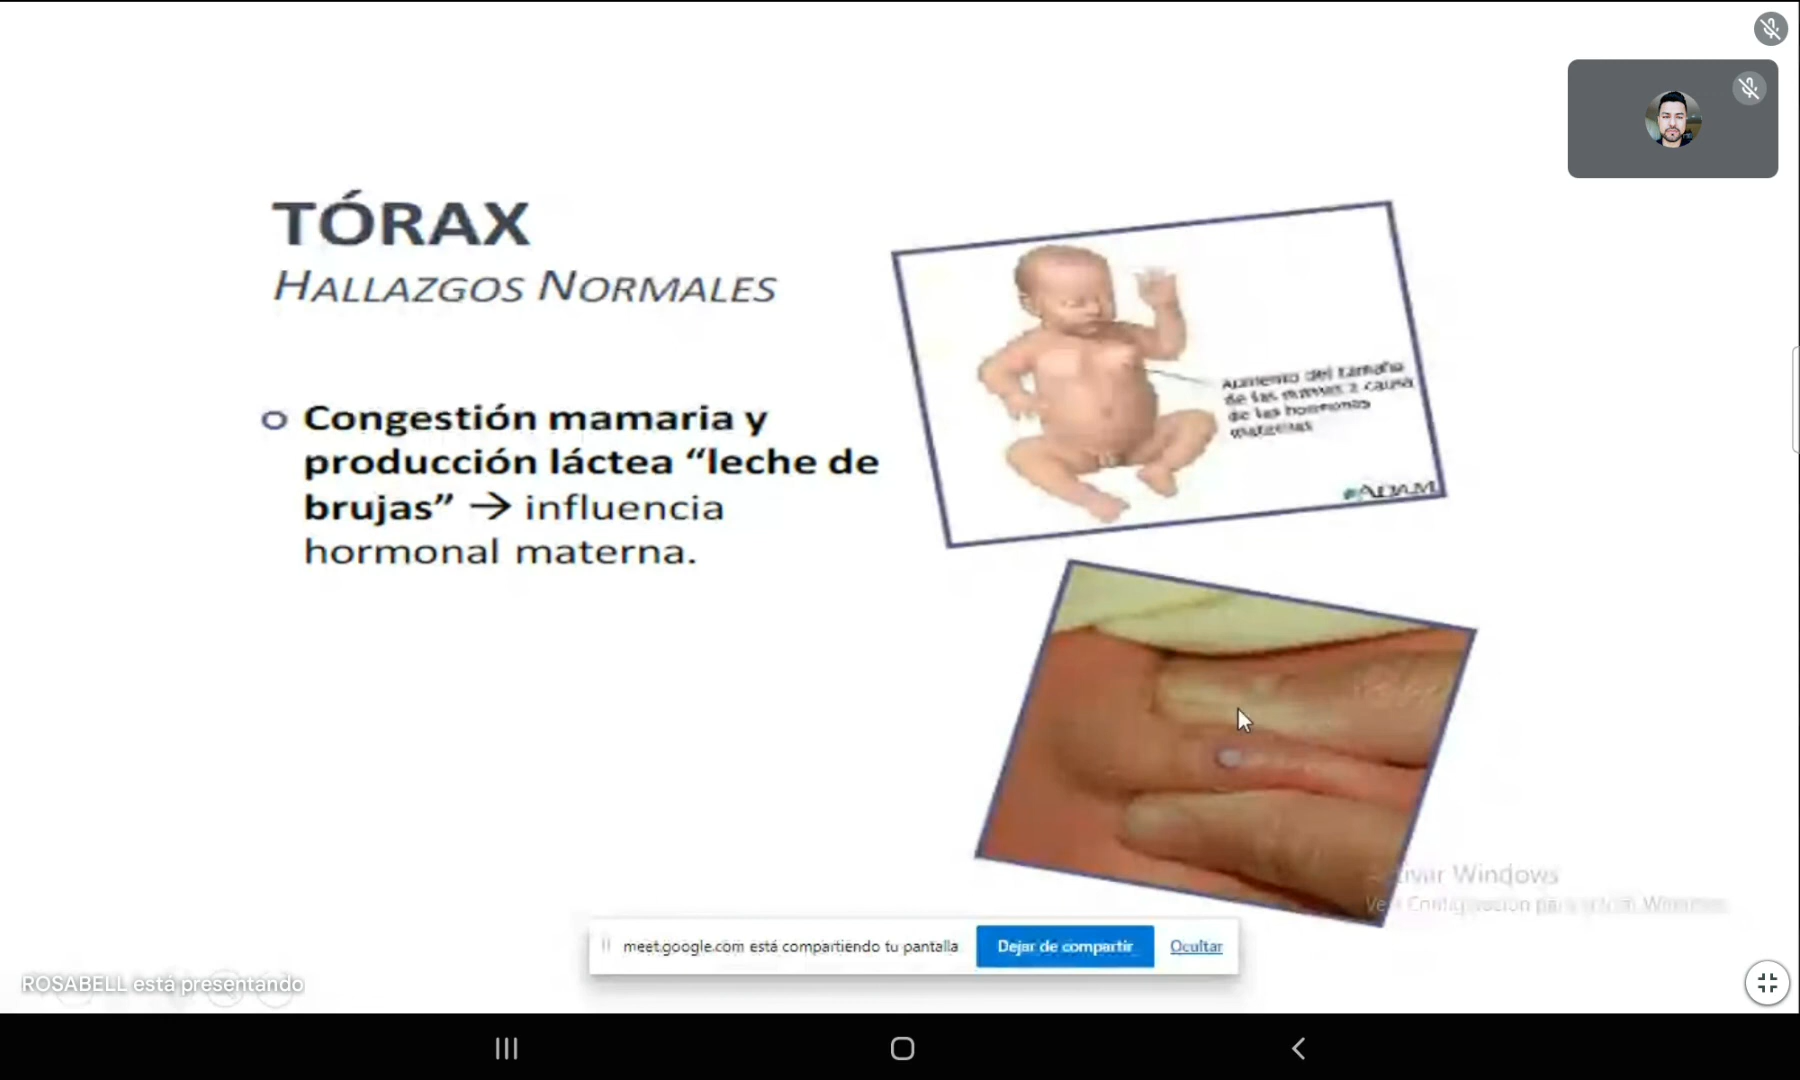 TÓRAX
HALLAZGOS NORMALES
Congestión mamaria y
producción láctea “leche de
brujas” → influencia
hormonal materna.
Aumento del tamaño
de las mamas a causa
de las hormonas
maternas
ADAM
Activar Windows
Ve a Configuración para activar Windows.
meet.google.com está compartiendo tu pantalla
Dejar de compartir
Ocultar
ROSABELL está presentando